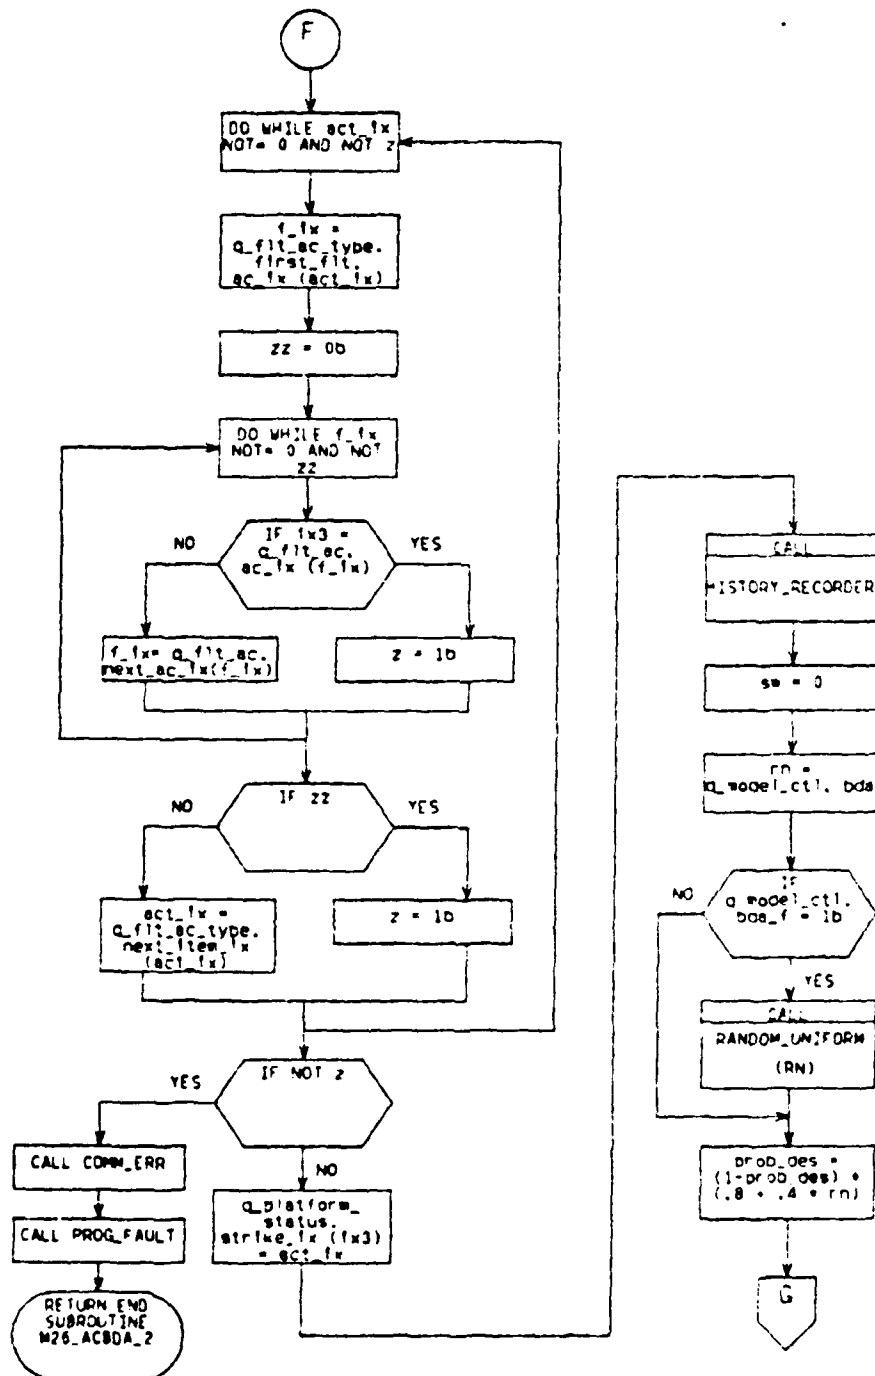 F
DO WHILE act_ix
NOT= 0 AND NOT z
f_ix =
q_flt_ac_type.
first_flt.
ac_ix (act_ix)
zz = 0b
DO WHILE f_ix
NOT= 0 AND NOT
zz
IF ix3 =
q_flt_ac.
ac_ix (f_ix)
NO
YES
f_ix= q_flt_ac.
next_ac_ix(f_ix)
z = 1b
IF zz
NO
YES
act_ix =
q_flt_ac_type.
next_item_ix
(act_ix)
z = 1b
IF NOT z
YES
NO
CALL COMM_ERR
CALL PROG_FAULT
RETURN END
SUBROUTINE
M26_ACBDA_2
q_platform_
status.
strike_ix (ix3)
= act_ix
CALL
HISTORY_RECORDER
sw = 0
rn =
q_model_ctl. bda
IF
q_model_ctl.
bda_f = 1b
NO
YES
CALL
RANDOM_UNIFORM
(RN)
prob_des =
(1-prob_des) *
(.8 + .4 * rn)
G